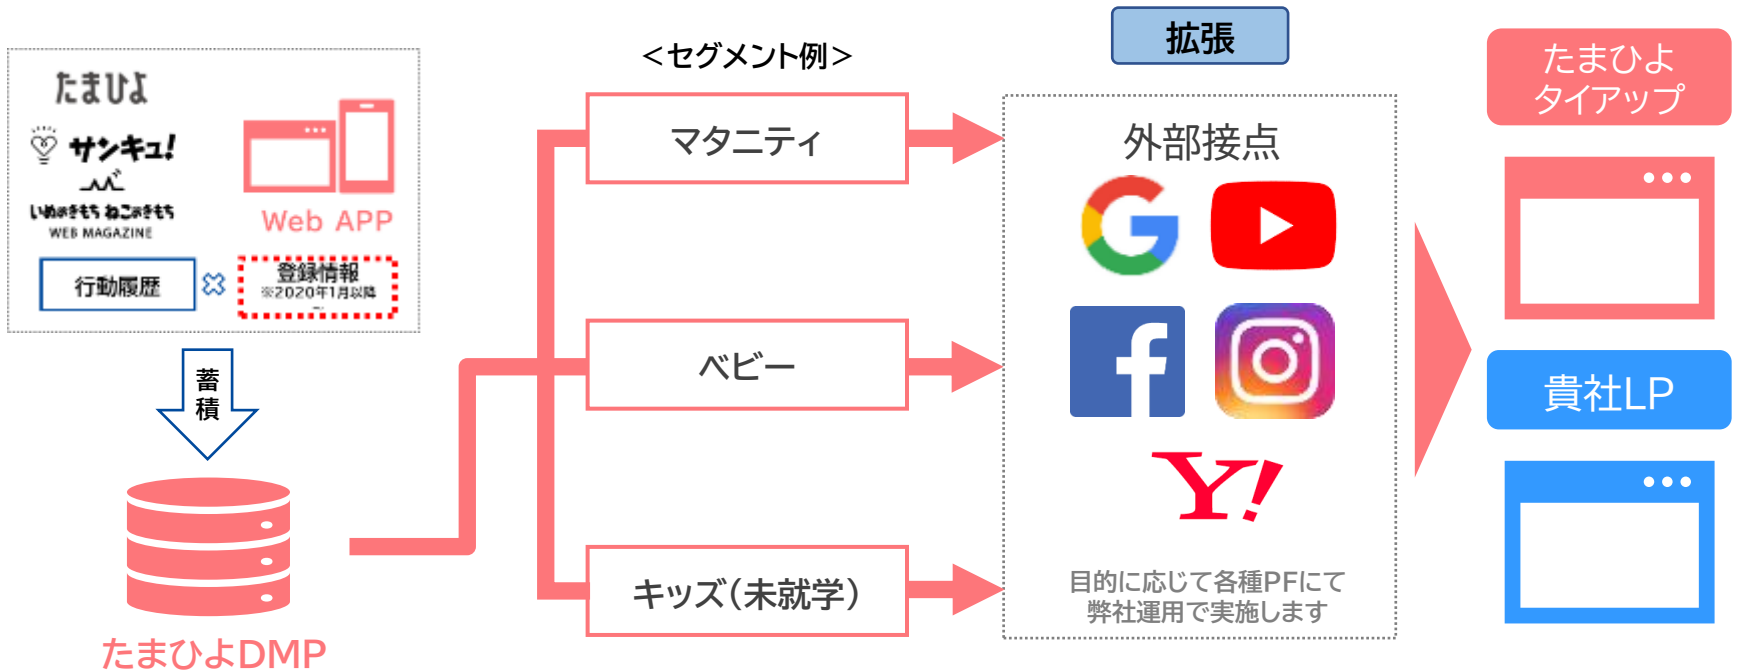 たまひよ
サンキュ!
いぬのきもち ねこのきもち
WEB MAGAZINE
Web APP
行動履歴
登録情報
※2020年1月以降
蓄
積
たまひよDMP
<セグメント例>
マタニティ
ベビー
キッズ(未就学)
拡張
外部接点
目的に応じて各種PFにて
弊社運用で実施します
たまひよ
タイアップ
貴社LP